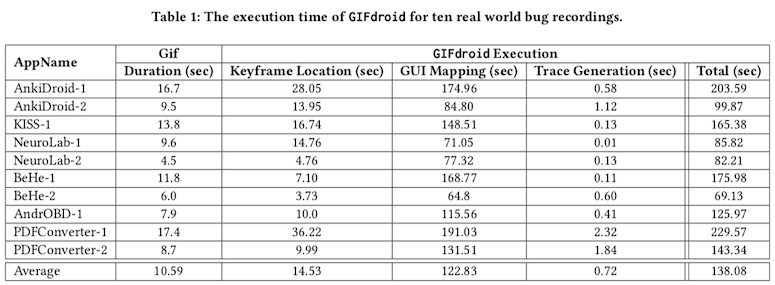 Table 1: The execution time of GIFdroid for ten real world bug recordings.
AppName Gif GIFdroid Execution
Duration (sec) Keyframe Location (sec) GUI Mapping (sec) Trace Generation (sec) Total (sec)
AnkiDroid-1 16.7 28.05 174.96 0.58 203.59
AnkiDroid-2 9.5 13.95 84.80 1.12 99.87
KISS-1 13.8 16.74 148.51 0.13 165.38
NeuroLab-1 9.6 14.76 71.05 0.01 85.82
NeuroLab-2 4.5 4.76 77.32 0.13 82.21
BeHe-1 11.8 7.10 168.77 0.11 175.98
BeHe-2 6.0 3.73 64.8 0.60 69.13
AndrOBD-1 7.9 10.0 115.56 0.41 125.97
PDFConverter-1 17.4 36.22 191.03 2.32 229.57
PDFConverter-2 8.7 9.99 131.51 1.84 143.34
Average 10.59 14.53 122.83 0.72 138.08